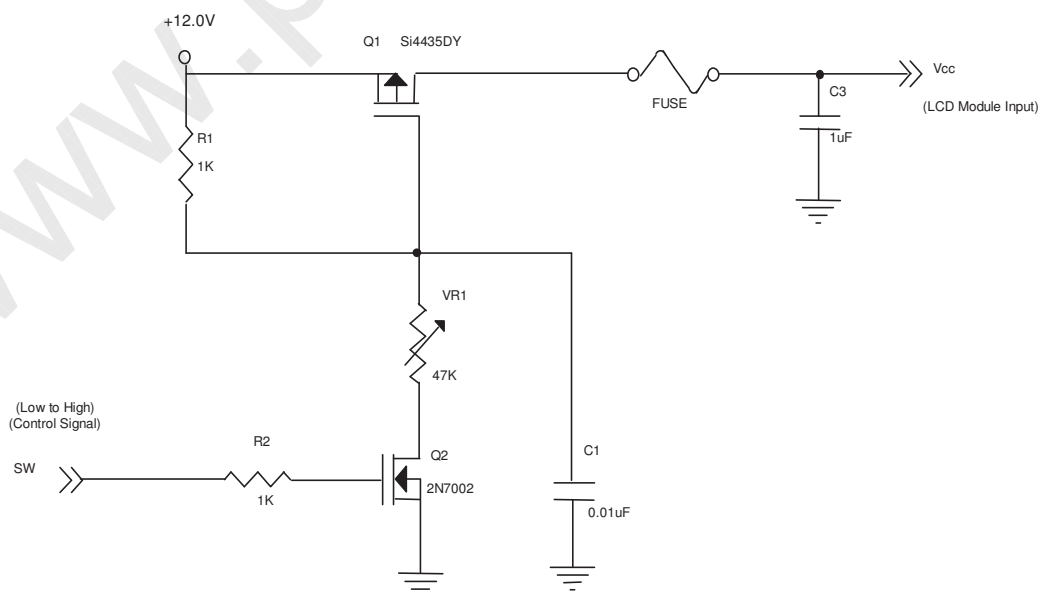 +12.0V
Q1 Si4435DY
Vcc
FUSE
C3
(LCD Module Input)
R1
1uF
1K
VR1
47K
(Low to High)
(Control Signal)
R2
Q2
C1
SW
2N7002
1K
0.01uF